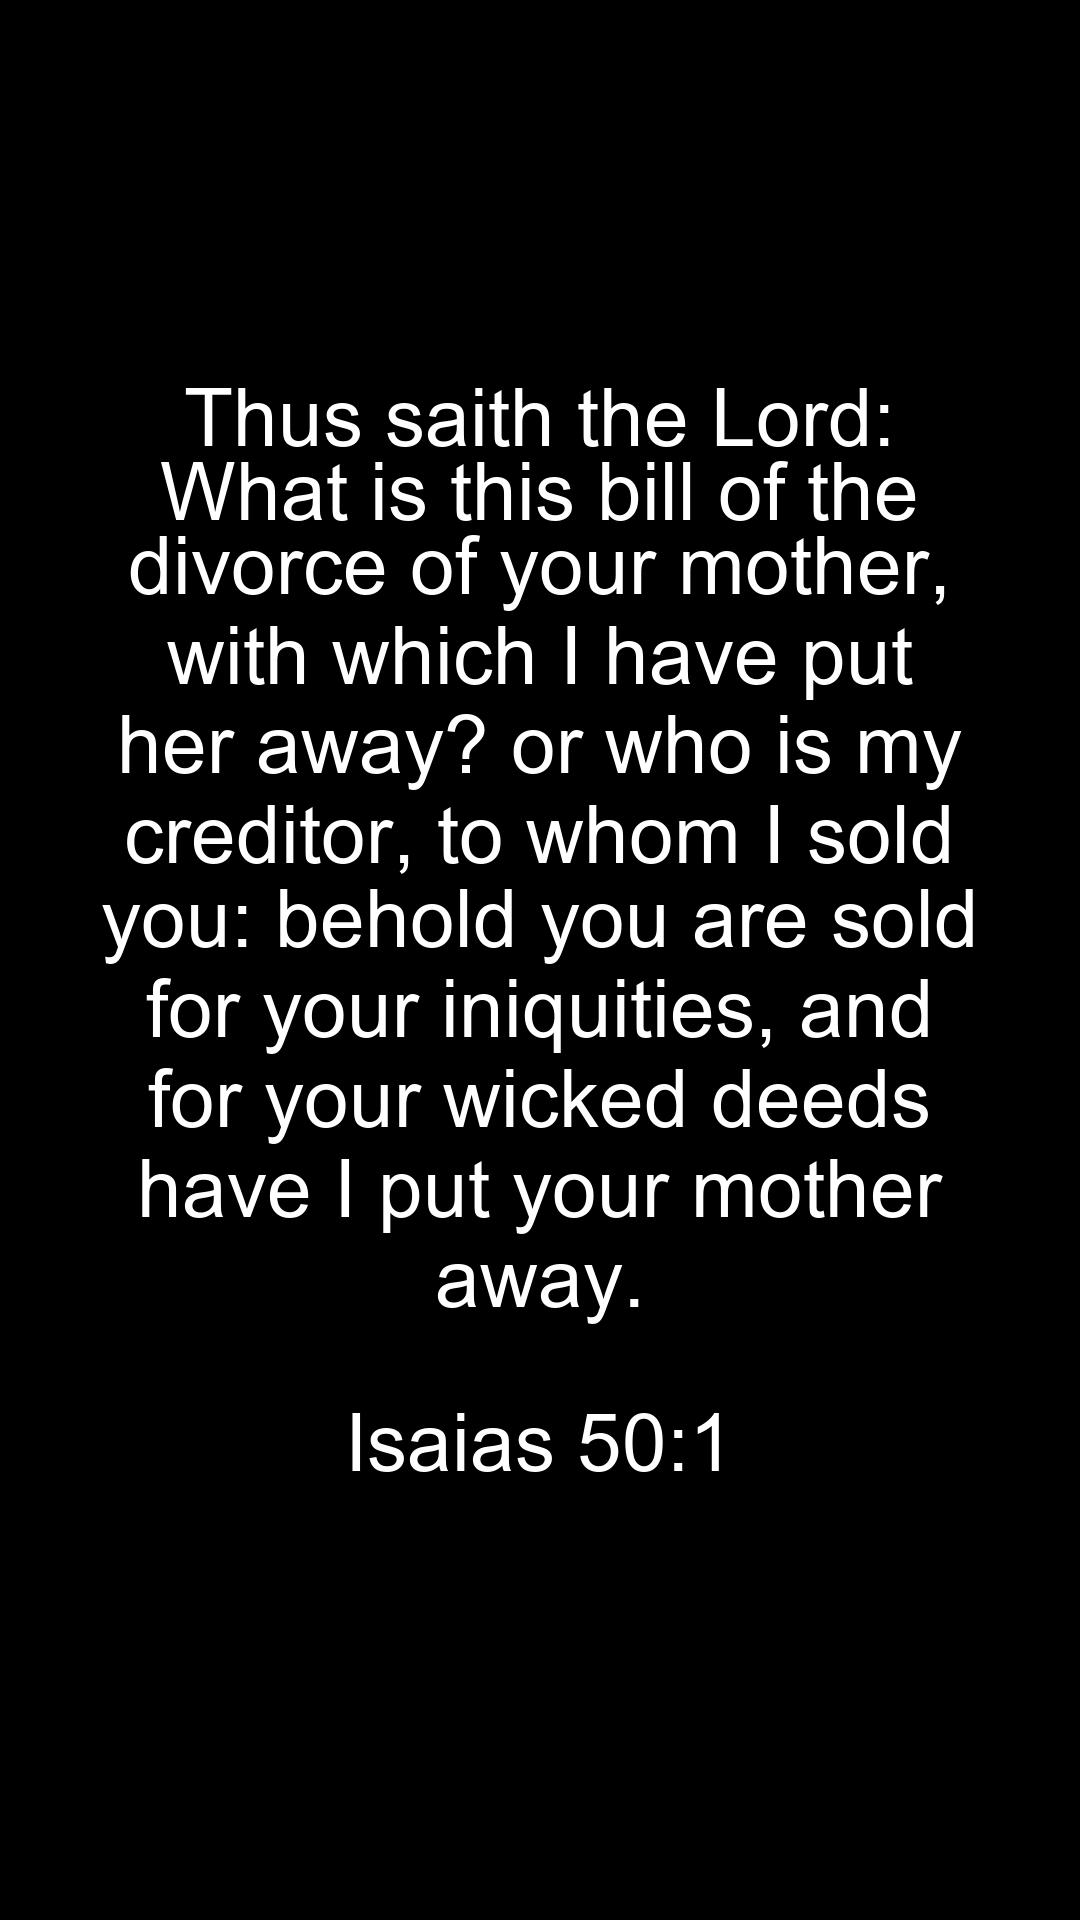 Thus saith the Lord:
What is this bill of the
divorce of your mother,
with which I have put
her away? or who is my
creditor, to whom I sold
you: behold you are sold
for your iniquities, and
for your wicked deeds
have I put your mother
away.
Isaias 50:1